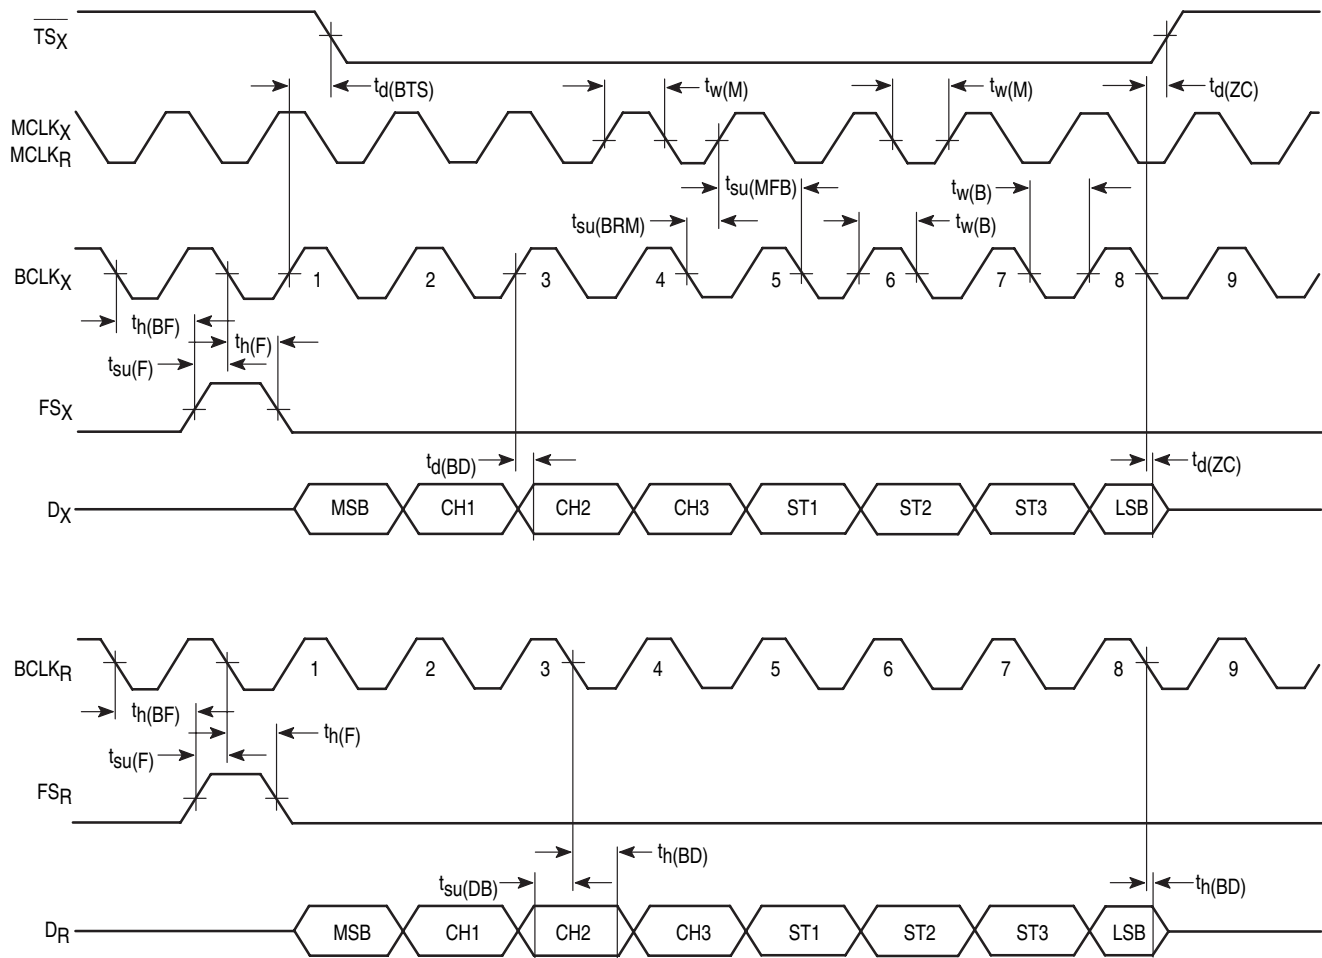 TSX
td(BTS)
tw(M)
tw(M)
td(ZC)
MCLKX
MCLKR
tsu(MFB)
tw(B)
tsu(BRM)
tw(B)
BCLKX
1 2 3 4 5 6 7 8 9
th(BF)
th(F)
tsu(F)
FSX
td(BD)
td(ZC)
DX
MSB CH1 CH2 CH3 ST1 ST2 ST3 LSB
BCLKR
1 2 3 4 5 6 7 8 9
th(BF)
th(F)
tsu(F)
FSR
th(BD)
tsu(DB)
th(BD)
DR
MSB CH1 CH2 CH3 ST1 ST2 ST3 LSB